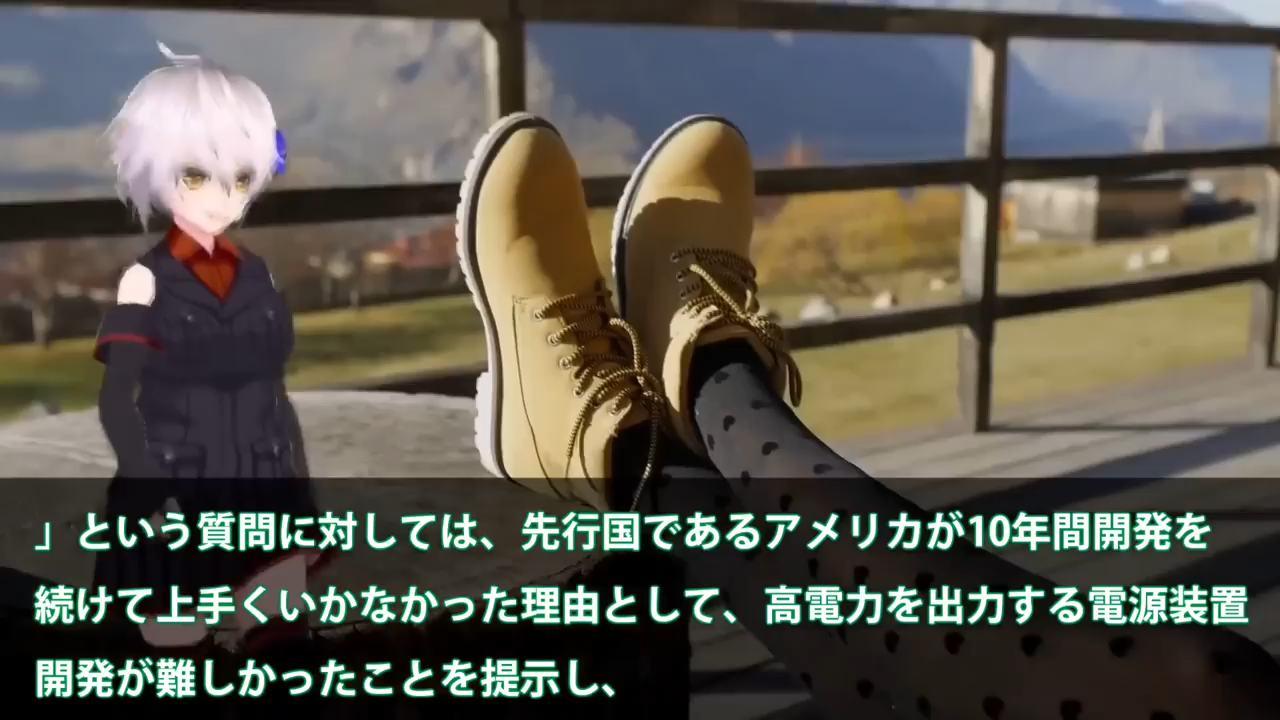 」という質問に対しては、先行国であるアメリカが10年間開発を
続けて上手くいかなかった理由として、高電力を出力する電源装置
開発が難しかったことを提示し、